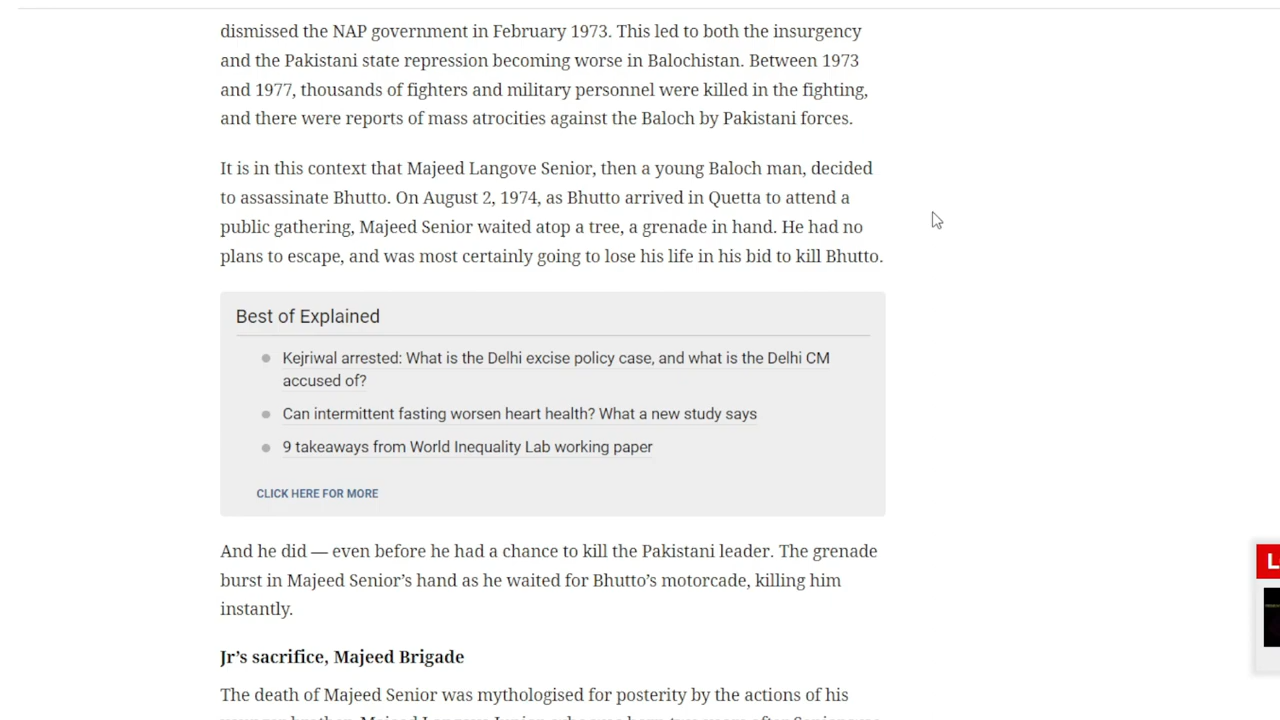 dismissed the NAP government in February 1973. This led to both the insurgency
and the Pakistani state repression becoming worse in Balochistan. Between 1973
and 1977, thousands of fighters and military personnel were killed in the fighting,
and there were reports of mass atrocities against the Baloch by Pakistani forces.
It is in this context that Majeed Langove Senior, then a young Baloch man, decided
to assassinate Bhutto. On August 2, 1974, as Bhutto arrived in Quetta to attend a
public gathering, Majeed Senior waited atop a tree, a grenade in hand. He had no
plans to escape, and was most certainly going to lose his life in his bid to kill Bhutto.
Best of Explained
Kejriwal arrested: What is the Delhi excise policy case, and what is the Delhi CM
accused of?
Can intermittent fasting worsen heart health? What a new study says
9 takeaways from World Inequality Lab working paper
CLICK HERE FOR MORE
And he did — even before he had a chance to kill the Pakistani leader. The grenade
burst in Majeed Senior’s hand as he waited for Bhutto’s motorcade, killing him
instantly.
Jr’s sacrifice, Majeed Brigade
The death of Majeed Senior was mythologised for posterity by the actions of his